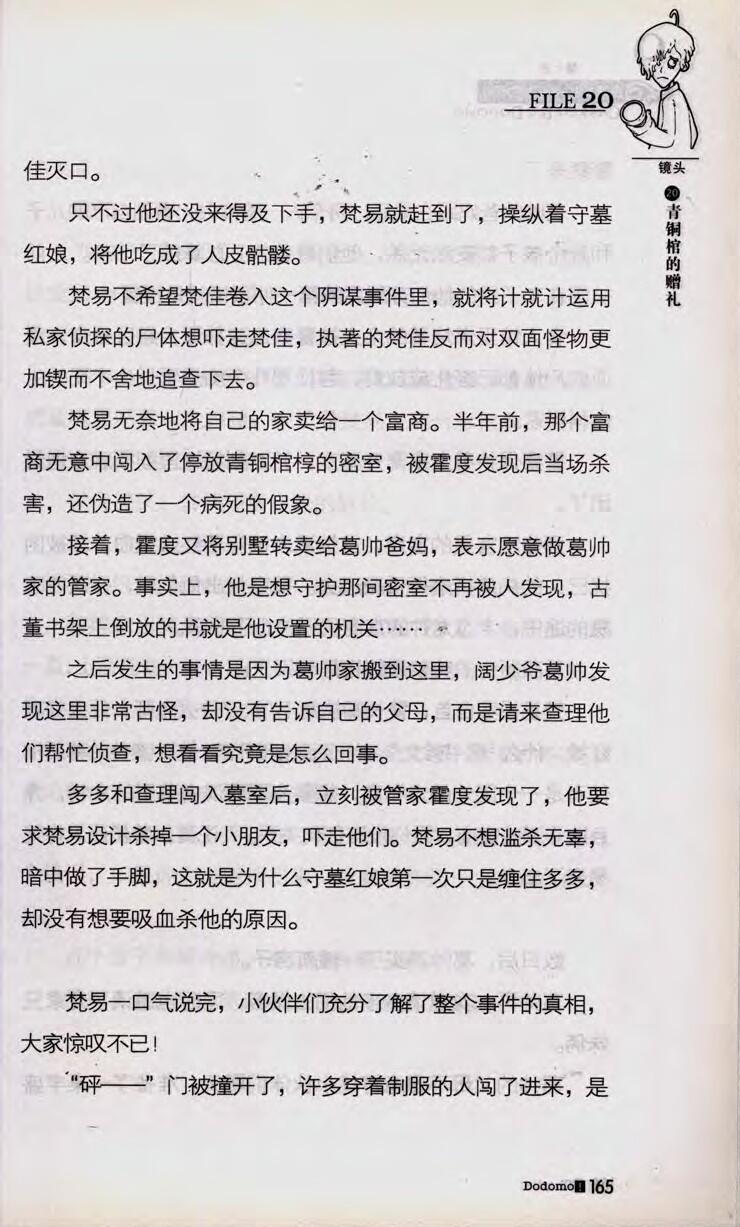 FILE 20
镜头
20
青铜棺的赠礼
佳灭口。
只不过他还没来得及下手，梵易就赶到了，操纵着守墓
红娘，将他吃成了人皮骷髅。
梵易不希望梵佳卷入这个阴谋事件里，就将计就计运用
私家侦探的尸体想吓走梵佳，执著的梵佳反而对双面怪物更
加锲而不舍地追查下去。
梵易无奈地将自己的家卖给一个富商。半年前，那个富
商无意中闯入了停放青铜棺椁的密室，被霍度发现后当场杀
害，还伪造了一个病死的假象。
接着，霍度又将别墅转卖给葛帅爸妈，表示愿意做葛帅
家的管家。事实上，他是想守护那间密室不再被人发现，古
董书架上倒放的书就是他设置的机关……
之后发生的事情是因为葛帅家搬到这里，阔少爷葛帅发
现这里非常古怪，却没有告诉自己的父母，而是请来查理他
们帮忙侦查，想看看究竟是怎么回事。
多多和查理闯入墓室后，立刻被管家霍度发现了，他要
求梵易设计杀掉一个小朋友，吓走他们。梵易不想滥杀无辜，
暗中做了手脚，这就是为什么守墓红娘第一次只是缠住多多，
却没有想要吸血杀他的原因。
梵易一口气说完，小伙伴们充分了解了整个事件的真相，
大家惊叹不已！
“砰——”门被撞开了，许多穿着制服的人闯了进来，是
Dodomo! 165